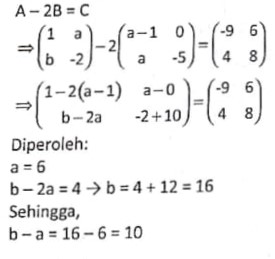 A – 2B = C
⇒ (1 a; b -2) – 2(a – 1 0; a -5) = (-9 6; 4 8)
⇒ (1 – 2(a – 1) a – 0; b – 2a -2 + 10) = (-9 6; 4 8)
Diperoleh:
a = 6
b – 2a = 4 → b = 4 + 12 = 16
Sehingga,
b – a = 16 – 6 = 10